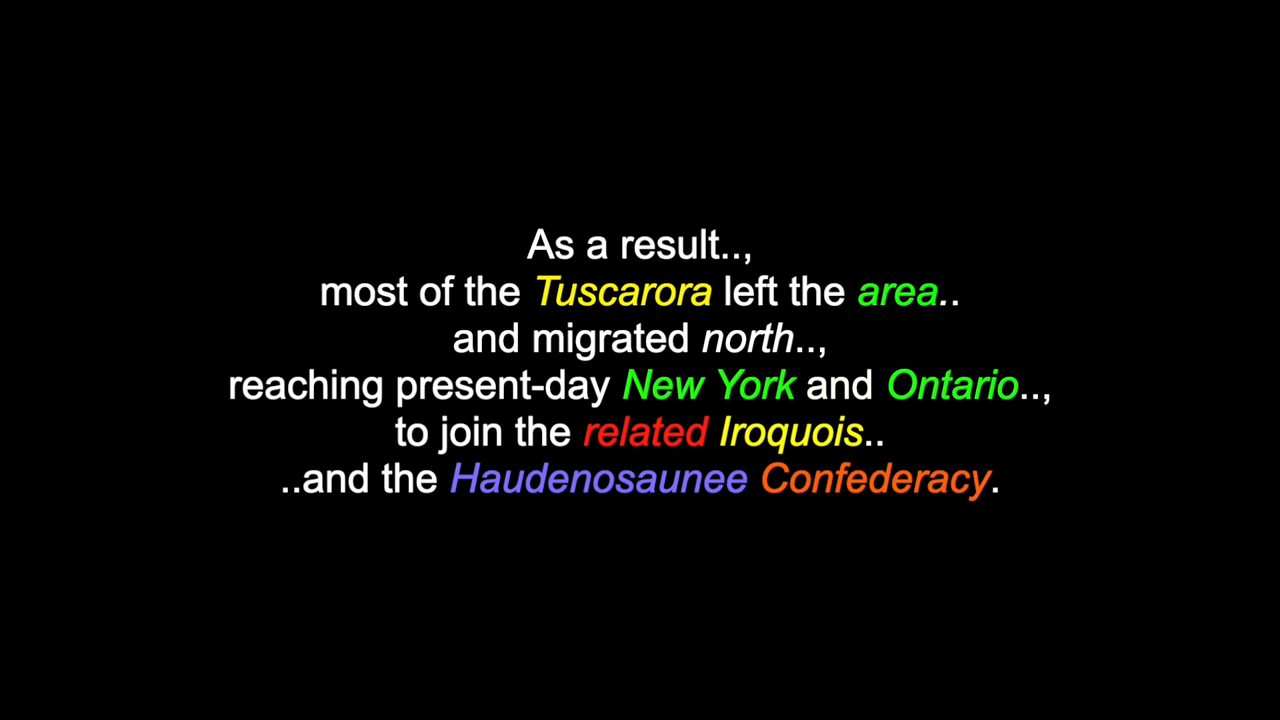 As a result..,
most of the Tuscarora left the area..
and migrated north..,
reaching present-day New York and Ontario..,
to join the related Iroquois..
..and the Haudenosaunee Confederacy.